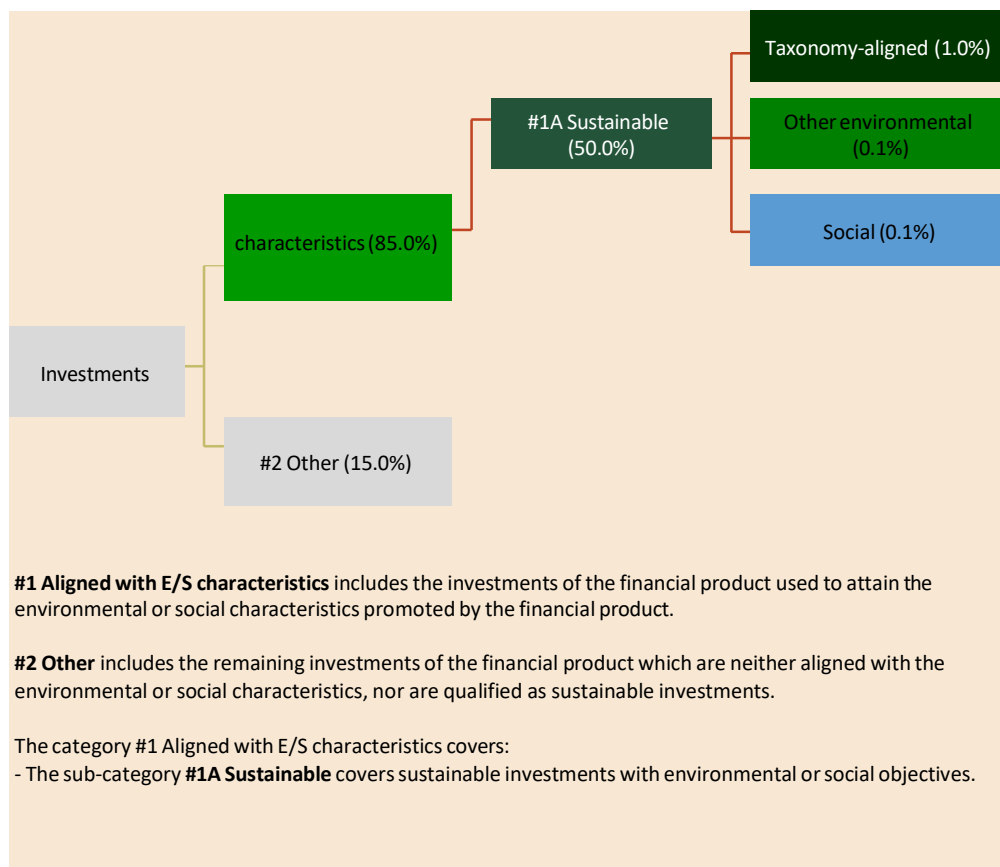 Taxonomy-aligned (1.0%)
#1A Sustainable
(50.0%)
Other environmental
(0.1%)
characteristics (85.0%)
Social (0.1%)
Investments
#2 Other (15.0%)
#1 Aligned with E/S characteristics includes the investments of the financial product used to attain the
environmental or social characteristics promoted by the financial product.
#2 Other includes the remaining investments of the financial product which are neither aligned with the
environmental or social characteristics, nor are qualified as sustainable investments.
The category #1 Aligned with E/S characteristics covers:
- The sub-category #1A Sustainable covers sustainable investments with environmental or social objectives.